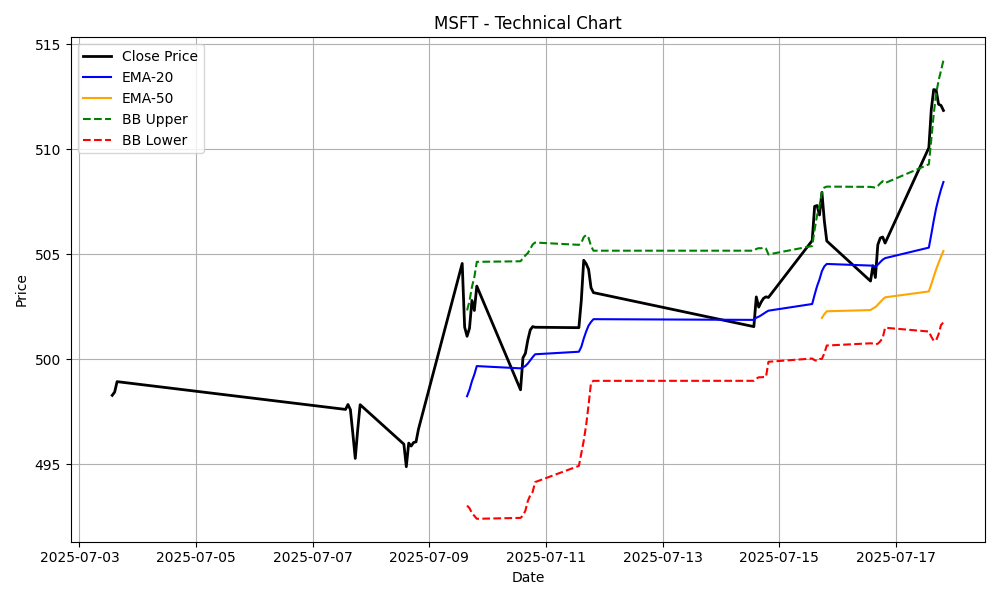 MSFT - Technical Chart
515
510
505
500
495
Price
Close Price
EMA-20
EMA-50
BB Upper
BB Lower
2025-07-03
2025-07-05
2025-07-07
2025-07-09
2025-07-11
2025-07-13
2025-07-15
2025-07-17
Date